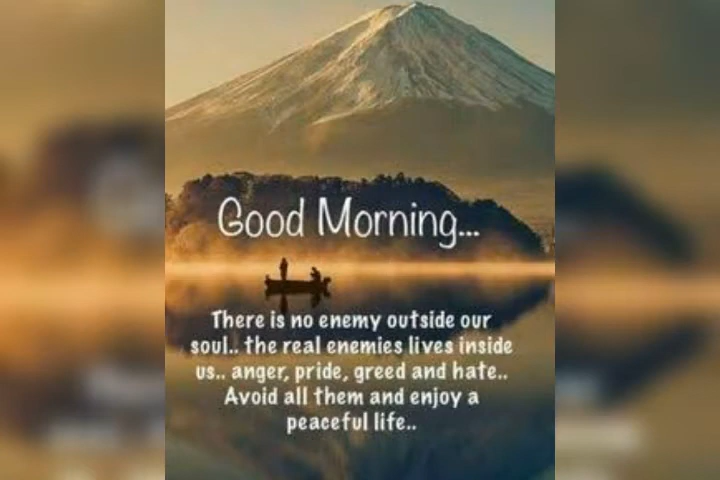 Good Morning...
There is no enemy outside our
soul.. the real enemies lives inside
us.. anger, pride, greed and hate..
Avoid all them and enjoy a
peaceful life..